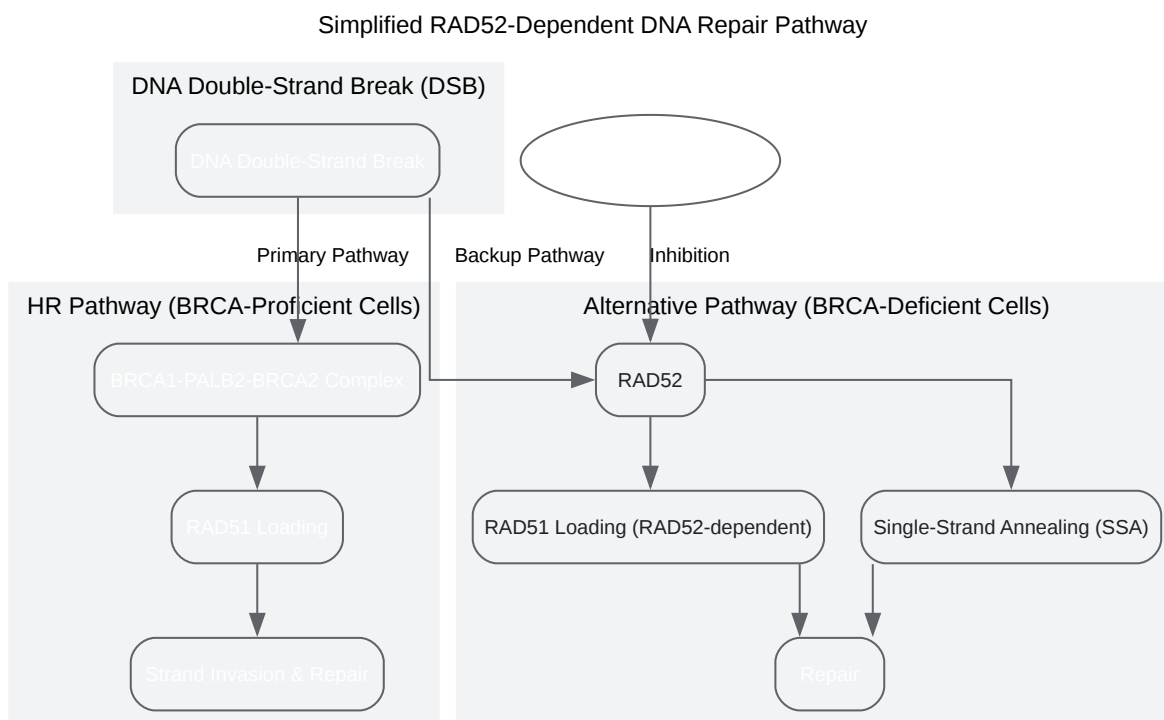 Simplified RAD52-Dependent DNA Repair Pathway
DNA Double-Strand Break (DSB)
DNA Double-Strand Break
Primary Pathway
Backup Pathway
Inhibition
HR Pathway (BRCA-Proficient Cells)
Alternative Pathway (BRCA-Deficient Cells)
BRCA1-PALB2-BRCA2 Complex
RAD52
RAD51 Loading
RAD51 Loading (RAD52-dependent)
Single-Strand Annealing (SSA)
Strand Invasion & Repair
Repair